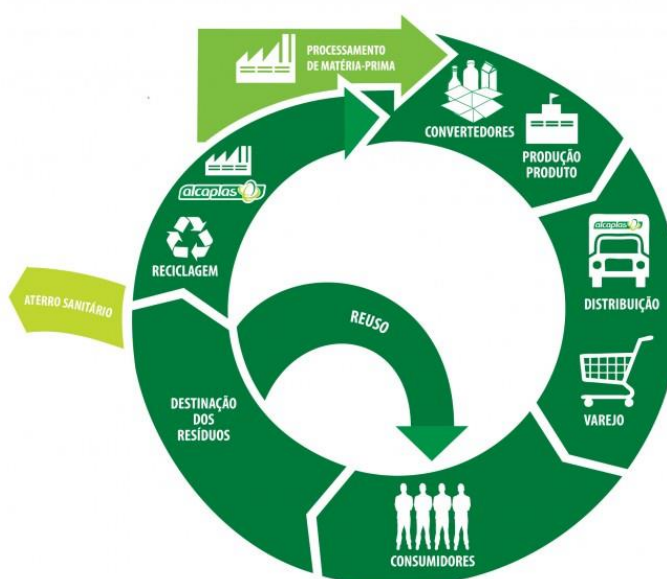 PROCESSAMENTO
DE MATÉRIA-PRIMA
CONVERTEDORES
PRODUÇÃO
PRODUTO
alcaplas
DISTRIBUIÇÃO
VAREJO
CONSUMIDORES
DESTINAÇÃO
DOS
RESÍDUOS
REUSO
ATERRO SANITÁRIO
RECICLAGEM
alcaplas